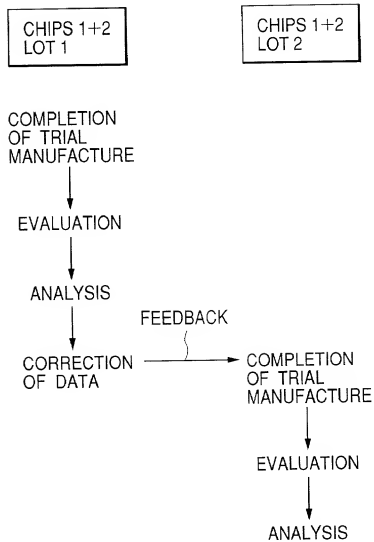 CHIPS 1+2
LOT 1
CHIPS 1+2
LOT 2
COMPLETION
OF TRIAL
MANUFACTURE
EVALUATION
ANALYSIS
FEEDBACK
CORRECTION
OF DATA
COMPLETION
OF TRIAL
MANUFACTURE
EVALUATION
ANALYSIS